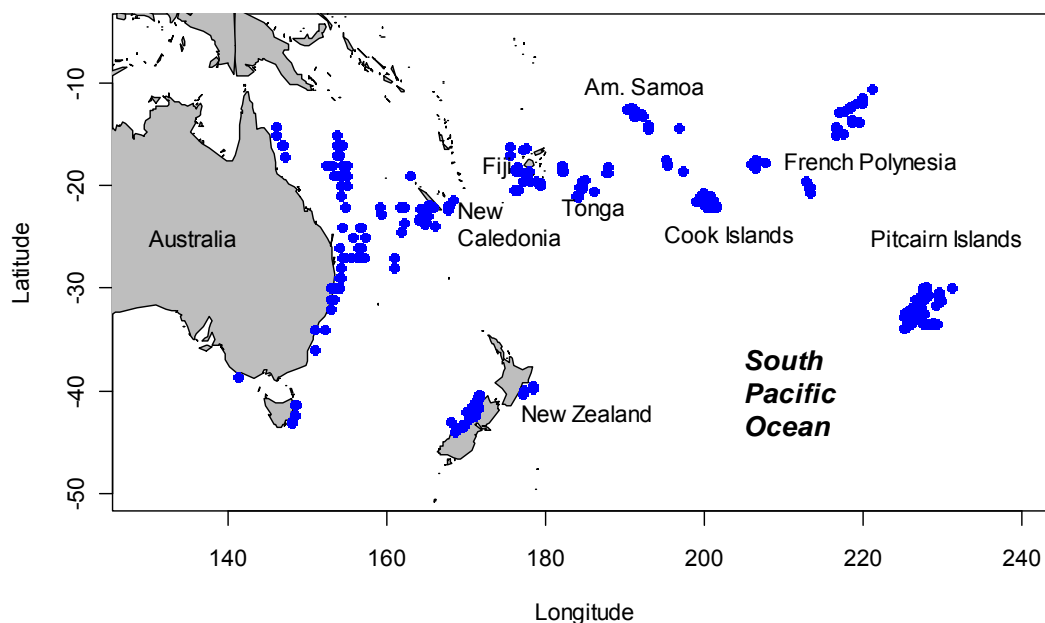 -10
-20
-30
-40
-50
Latitude
Am. Samoa
Fiji
French Polynesia
New
Caledonia
Tonga
Australia
Cook Islands
Pitcairn Islands
South
Pacific
Ocean
New Zealand
140
160
180
200
220
240
Longitude